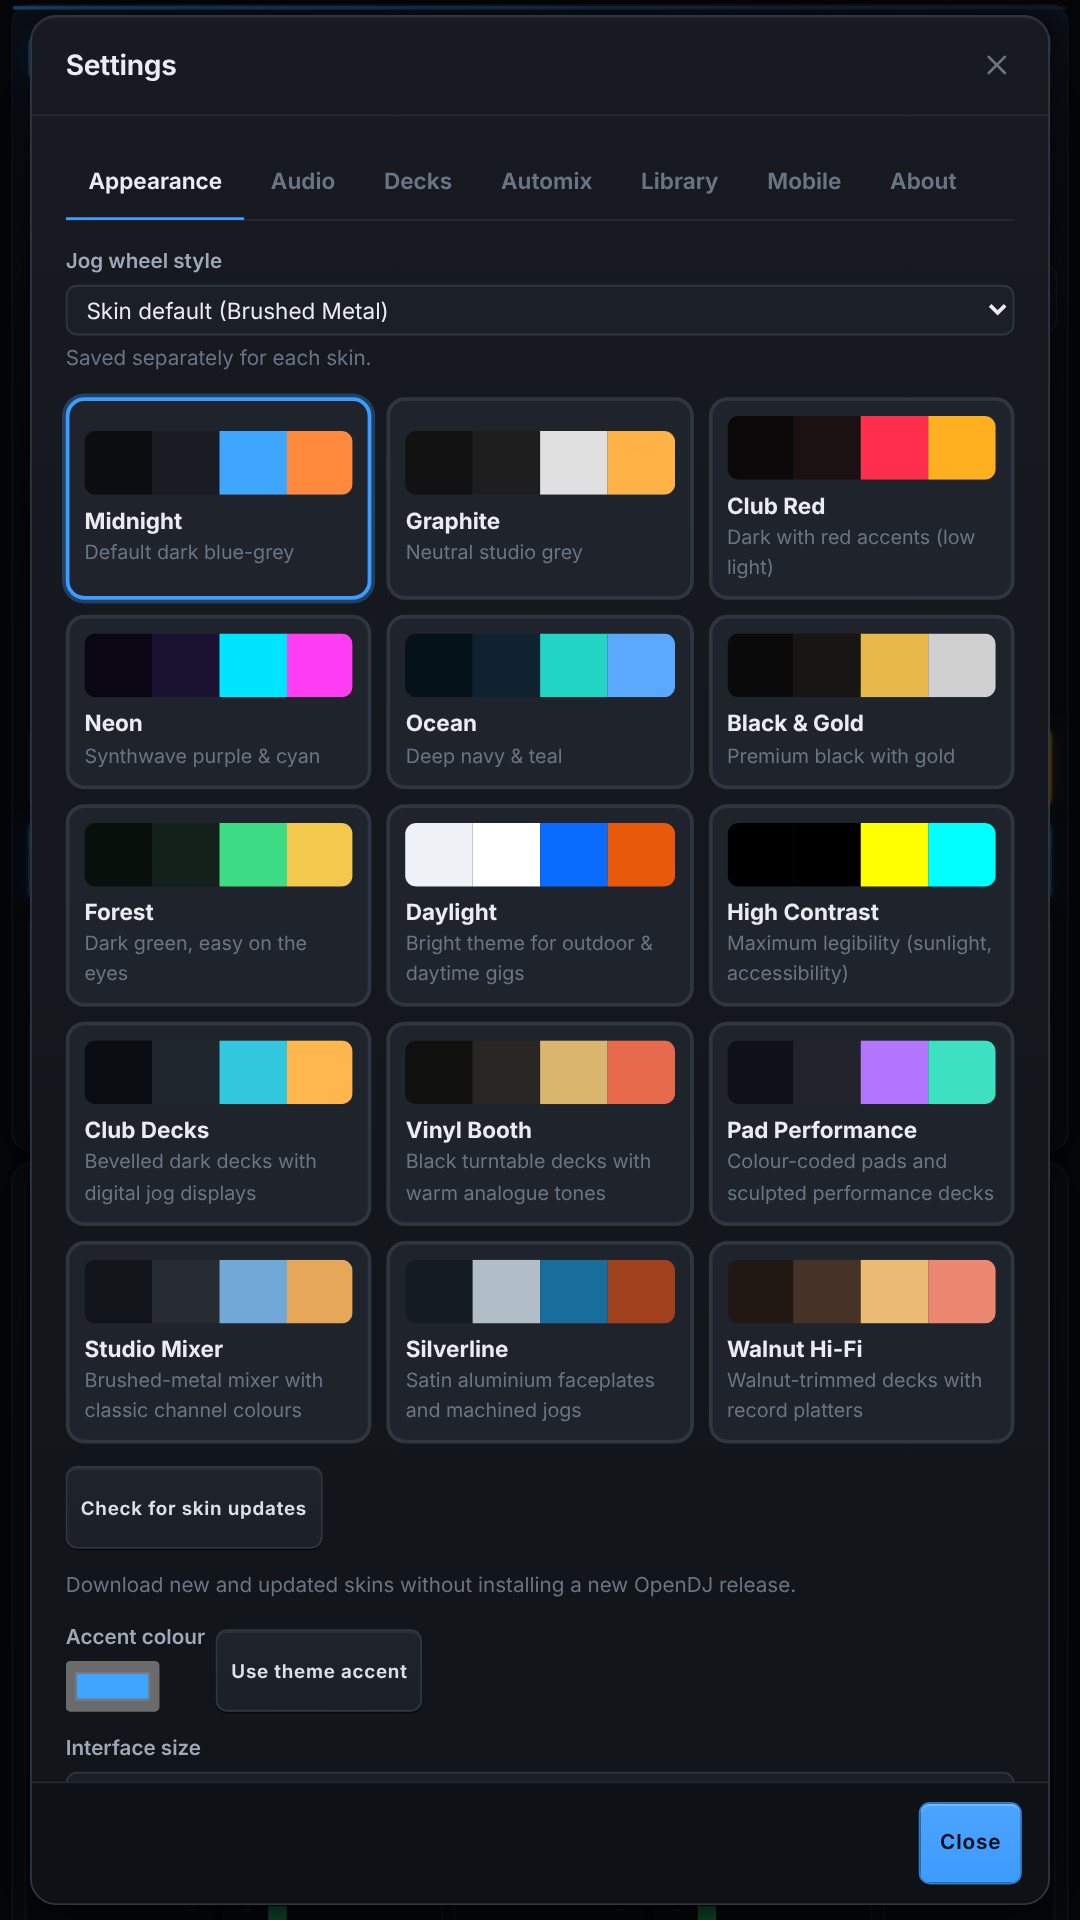 Settings
Appearance
Audio
Decks
Automix
Library
Mobile
About
Jog wheel style
Skin default (Brushed Metal)
Saved separately for each skin.
Midnight
Default dark blue-grey
Graphite
Neutral studio grey
Club Red
Dark with red accents (low
light)
Neon
Synthwave purple & cyan
Ocean
Deep navy & teal
Black & Gold
Premium black with gold
Forest
Dark green, easy on the
eyes
Daylight
Bright theme for outdoor &
daytime gigs
High Contrast
Maximum legibility (sunlight,
accessibility)
Club Decks
Bevelled dark decks with
digital jog displays
Vinyl Booth
Black turntable decks with
warm analogue tones
Pad Performance
Colour-coded pads and
sculpted performance decks
Studio Mixer
Brushed-metal mixer with
classic channel colours
Silverline
Satin aluminium faceplates
and machined jogs
Walnut Hi-Fi
Walnut-trimmed decks with
record platters
Check for skin updates
Download new and updated skins without installing a new OpenDJ release.
Accent colour
Use theme accent
Interface size
Close